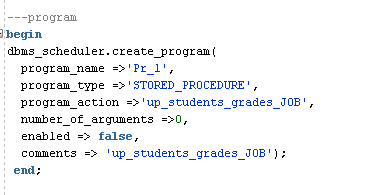 ---program
begin
dbms_scheduler.create_program(
program_name =>'Pr_1',
program_type =>'STORED_PROCEDURE',
program_action =>'up_students_grades_JOB',
number_of_arguments =>0,
enabled => false,
comments => 'up_students_grades_JOB');
end;